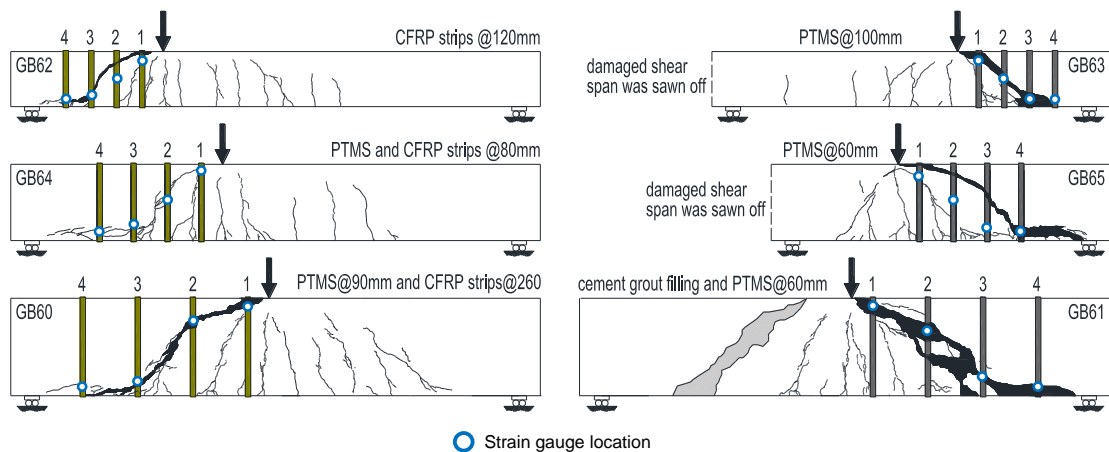 4 3 2 1 CFRP strips @120mm
GB62
PTMS@100mm 1 2 3 4
damaged shear
span was sawn off
GB63
4 3 2 1 PTMS and CFRP strips @80mm
GB64
PTMS@60mm 1 2 3 4
damaged shear
span was sawn off
GB65
4 3 2 1 PTMS@90mm and CFRP strips@260
GB60
cement grout filling and PTMS@60mm 1 2 3 4
GB61
Strain gauge location